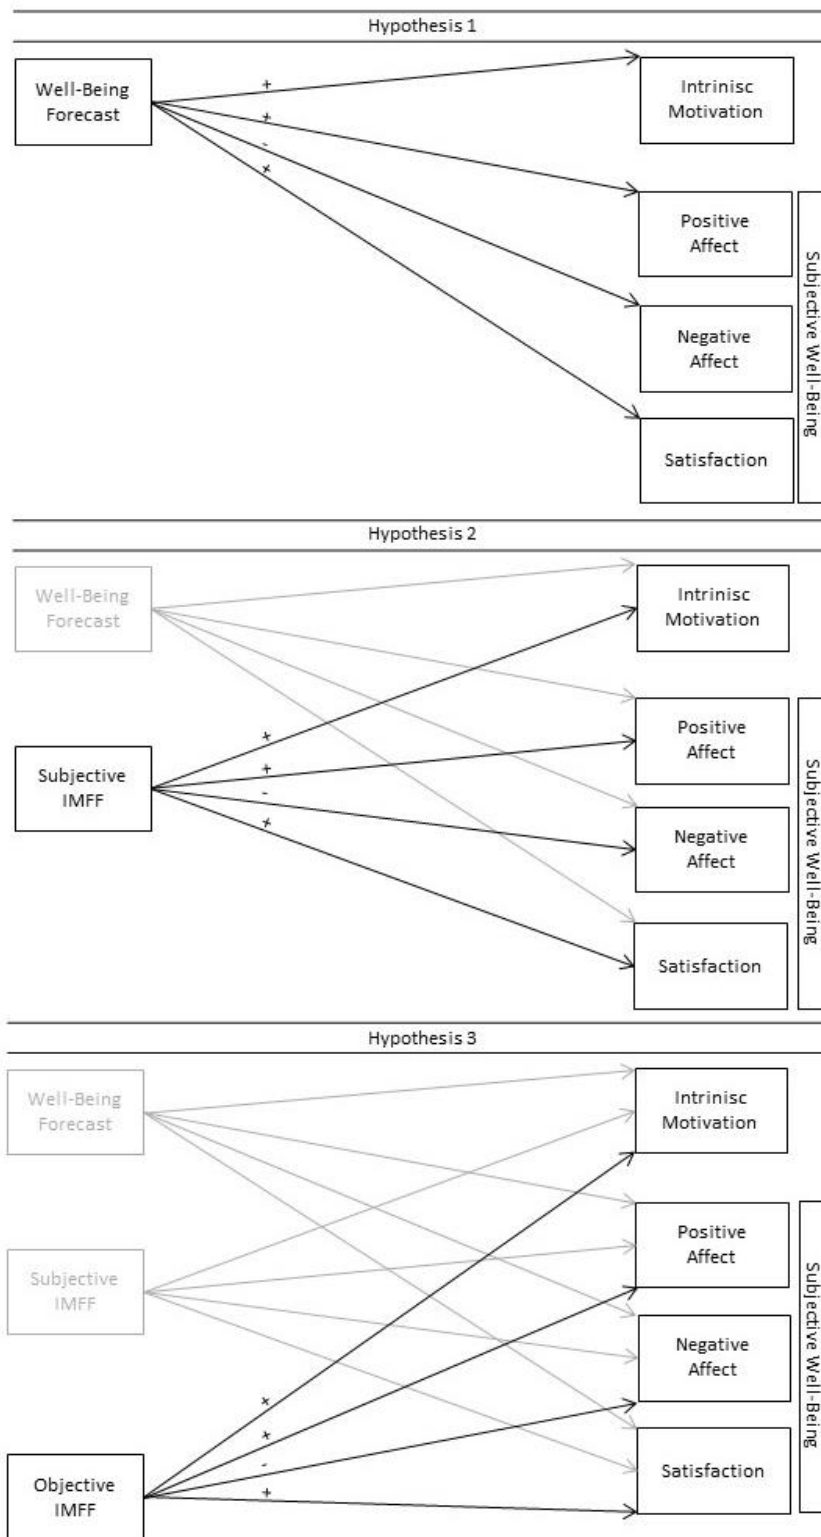 Hypothesis 1
Well-Being
Forecast
+
+
-
+
Intrinisc
Motivation
Positive
Affect
Negative
Affect
Satisfaction
Subjective Well-Being
Hypothesis 2
Well-Being
Forecast
Subjective
IMFF
+
+
-
+
Intrinisc
Motivation
Positive
Affect
Negative
Affect
Satisfaction
Subjective Well-Being
Hypothesis 3
Well-Being
Forecast
Subjective
IMFF
Objective
IMFF
+
+
-
+
Intrinisc
Motivation
Positive
Affect
Negative
Affect
Satisfaction
Subjective Well-Being